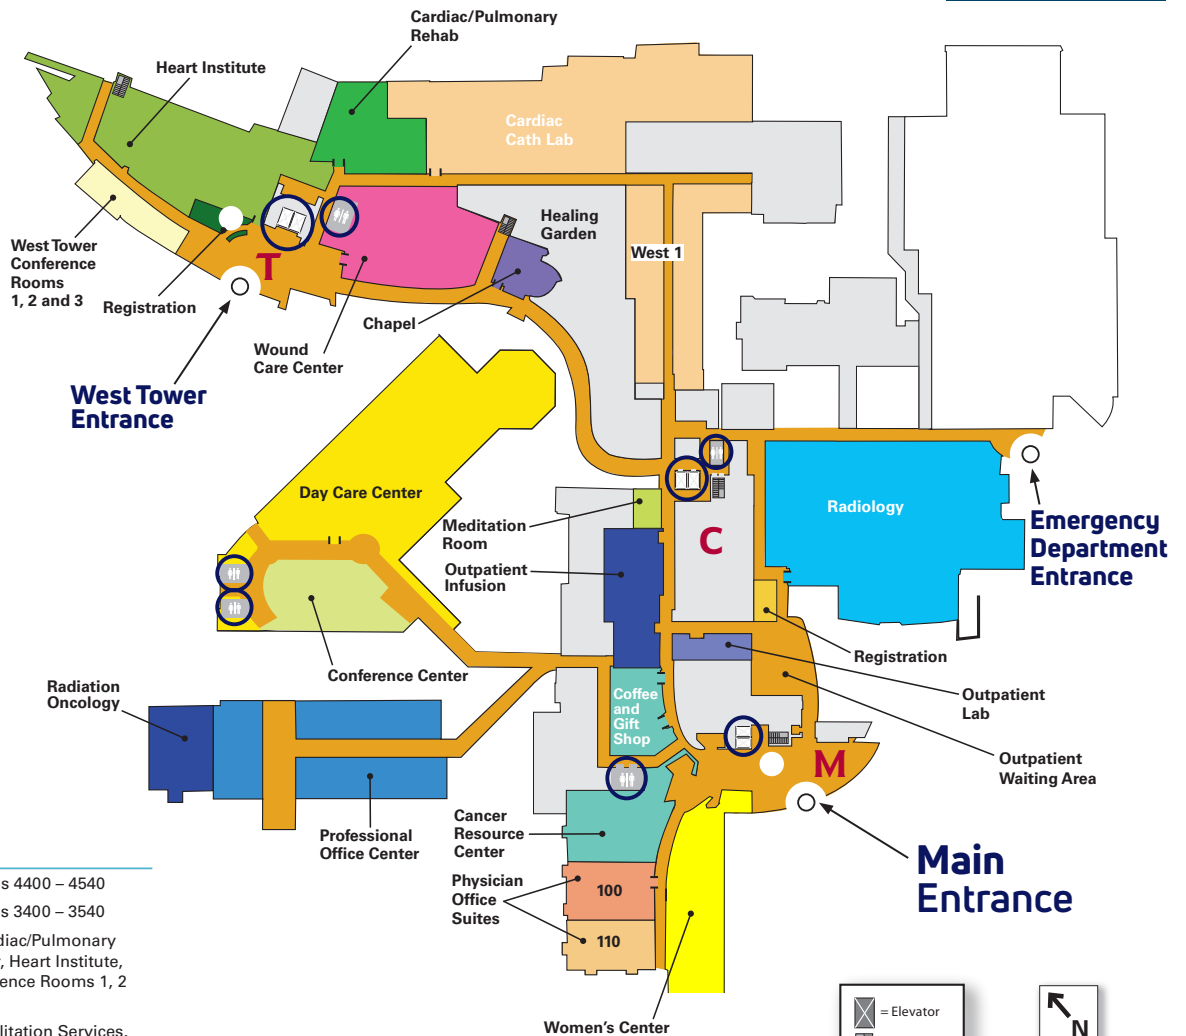 Cardiac/Pulmonary
Rehab
Heart Institute
Cardiac
Cath Lab
Healing
Garden
West 1
West Tower
Conference
Rooms
1, 2 and 3
Registration
T
Chapel
Wound
Care Center
West Tower
Entrance
Day Care Center
Meditation
Room
Outpatient
Infusion
C
Radiology
Emergency
Department
Entrance
Conference Center
Registration
Radiation
Oncology
Coffee
and
Gift
Shop
Outpatient
Lab
Outpatient
Waiting Area
M
Professional
Office Center
Cancer
Resource
Center
Main
Entrance
Physician
Office
Suites
100
110
Women's Center
s 4400 – 4540
s 3400 – 3540
diac/Pulmonary
, Heart Institute,
ence Rooms 1, 2
litation Services,
= Elevator
N